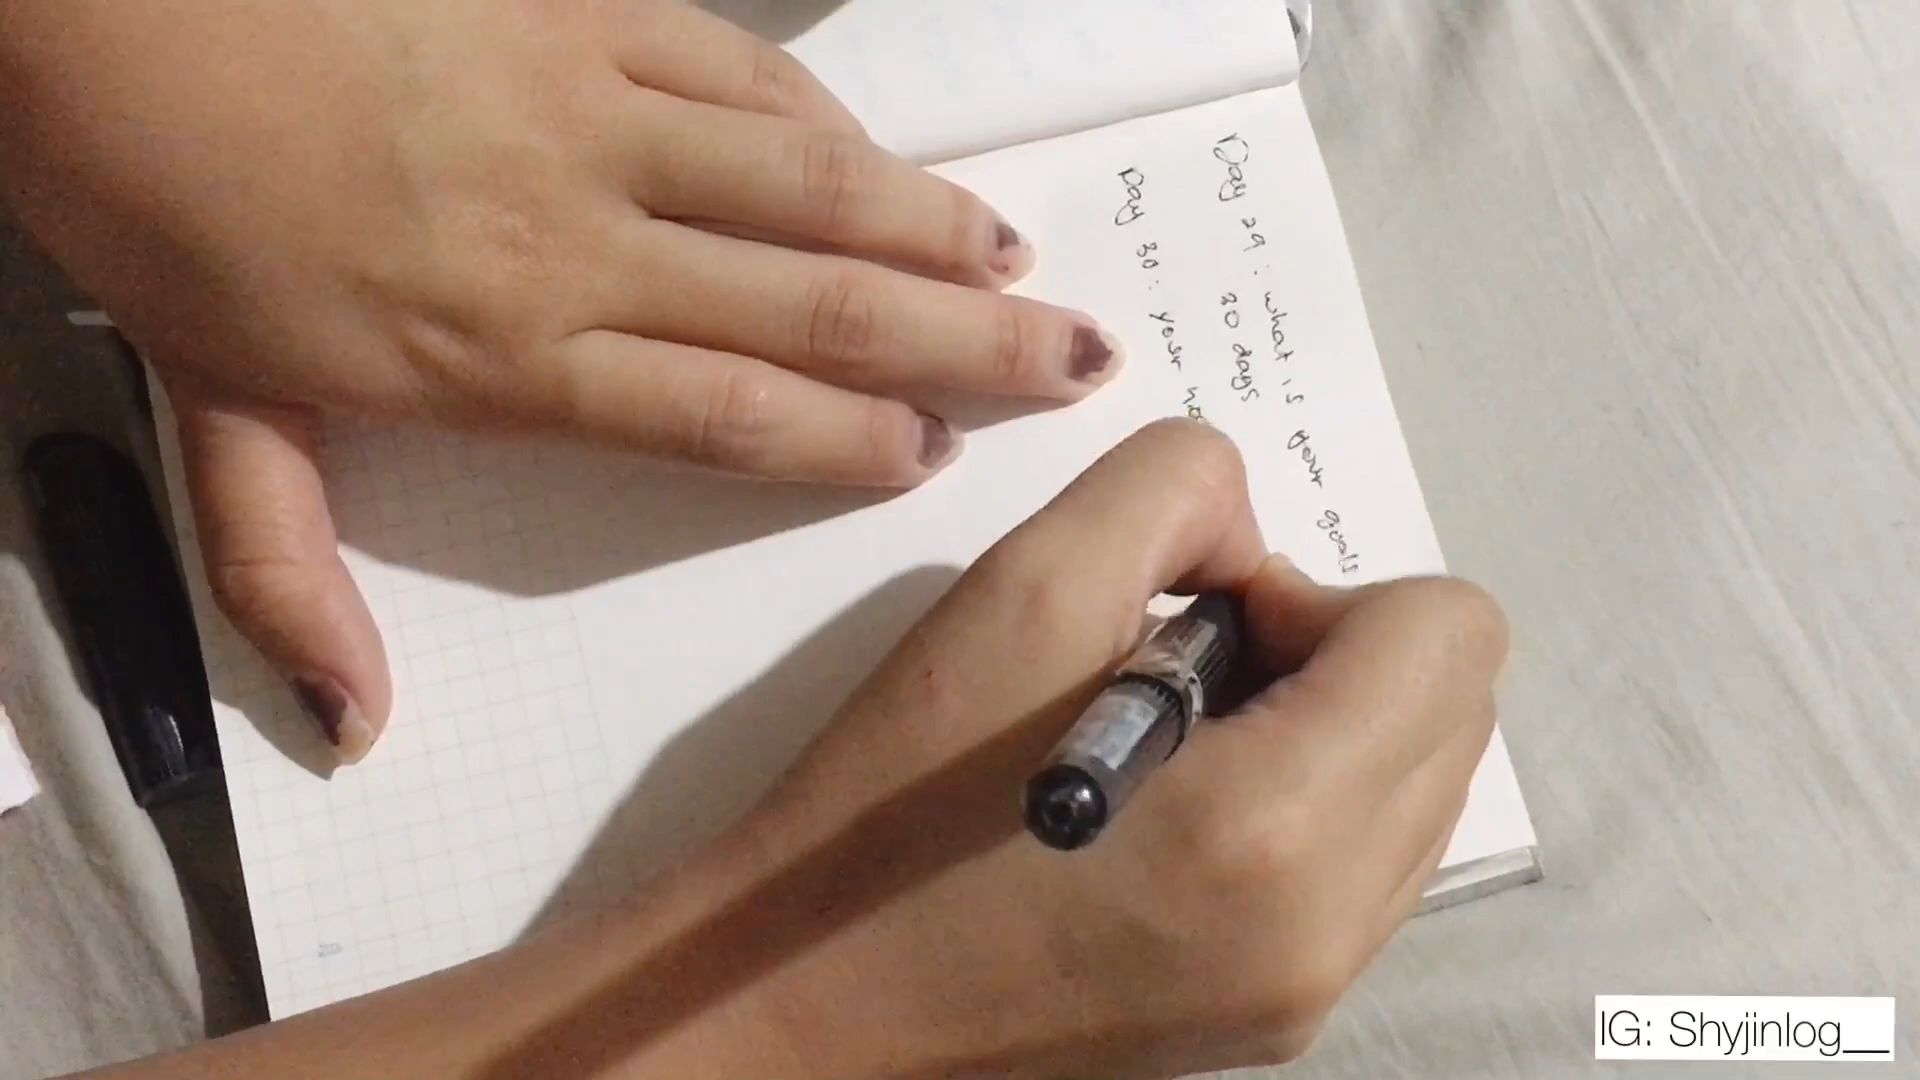 Day 29 : what is your goals
30 days
Day 30 : your
IG: Shyjinlog__